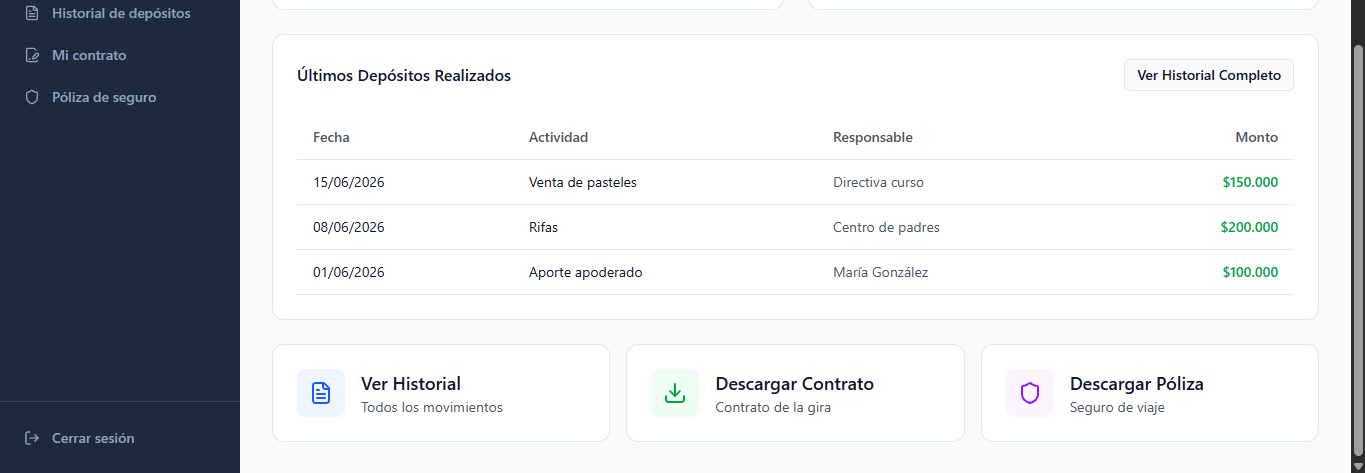 Historial de depósitos
Mi contrato
Póliza de seguro
Cerrar sesión
Últimos Depósitos Realizados
Ver Historial Completo
Fecha Actividad Responsable Monto
15/06/2026 Venta de pasteles Directiva curso $150.000
08/06/2026 Rifas Centro de padres $200.000
01/06/2026 Aporte apoderado María González $100.000
Ver Historial
Todos los movimientos
Descargar Contrato
Contrato de la gira
Descargar Póliza
Seguro de viaje